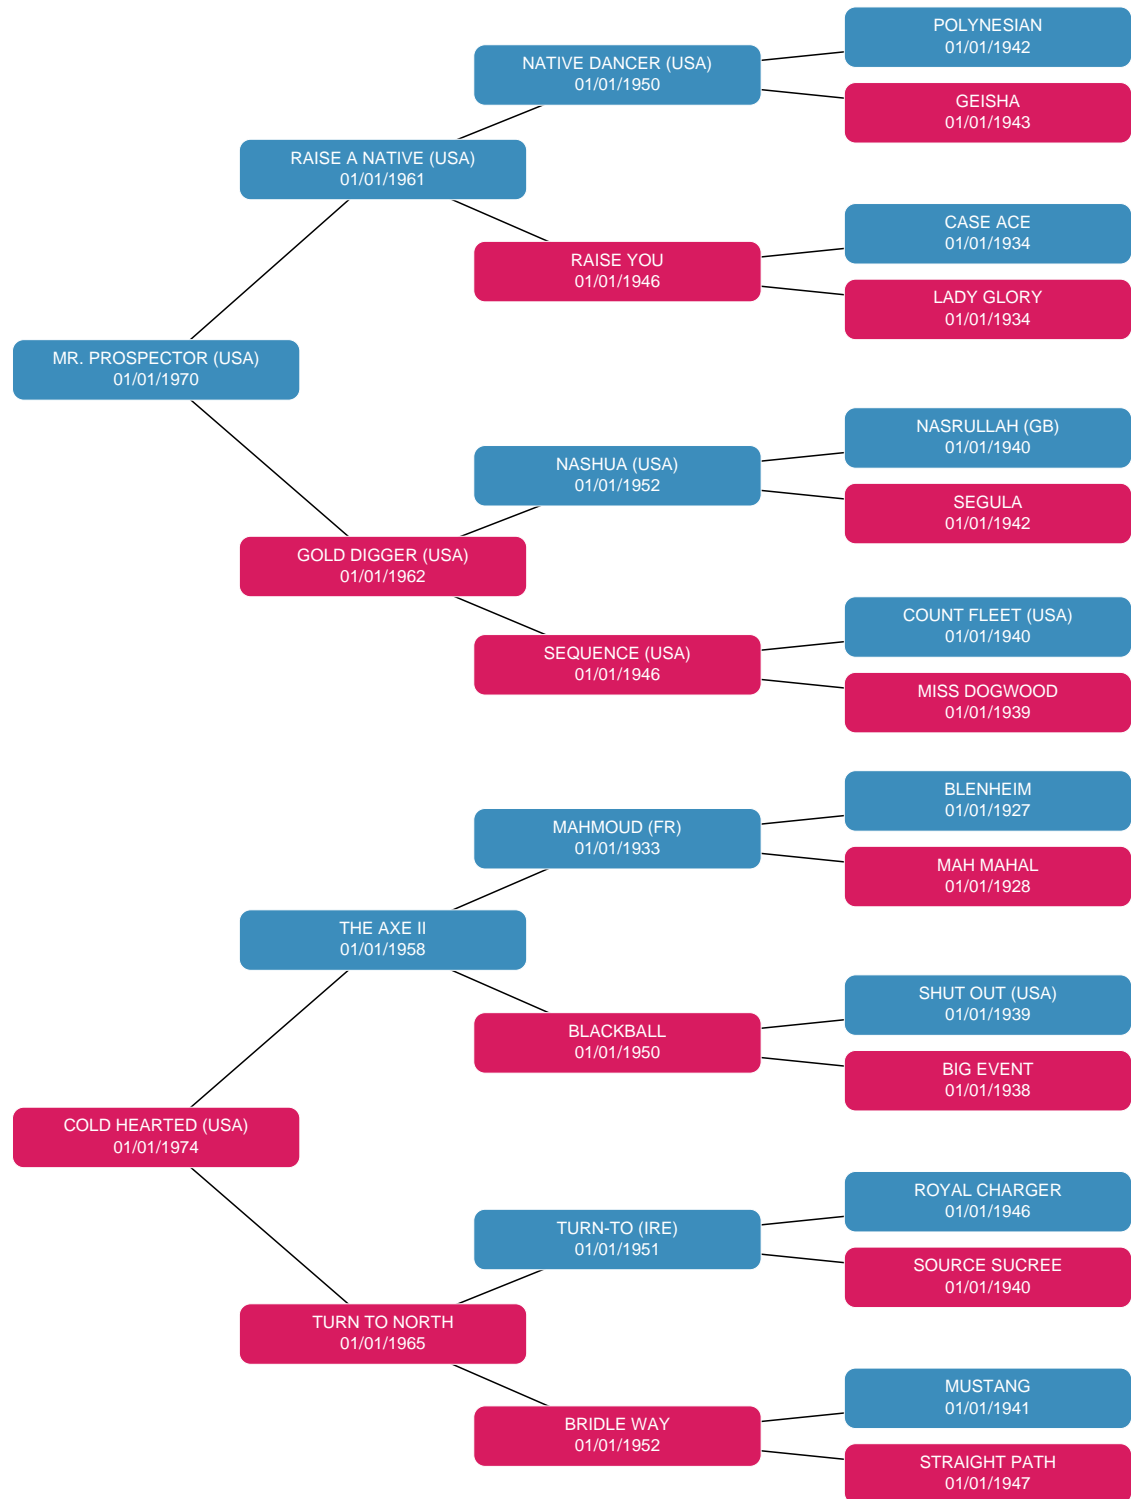 POLYNESIAN
01/01/1942
NATIVE DANCER (USA)
01/01/1950
GEISHA
01/01/1943
RAISE A NATIVE (USA)
01/01/1961
CASE ACE
01/01/1934
RAISE YOU
01/01/1946
LADY GLORY
01/01/1934
MR. PROSPECTOR (USA)
01/01/1970
NASRULLAH (GB)
01/01/1940
NASHUA (USA)
01/01/1952
SEGULA
01/01/1942
GOLD DIGGER (USA)
01/01/1962
COUNT FLEET (USA)
01/01/1940
SEQUENCE (USA)
01/01/1946
MISS DOGWOOD
01/01/1939
BLENHEIM
01/01/1927
MAHMOUD (FR)
01/01/1933
MAH MAHAL
01/01/1928
THE AXE II
01/01/1958
SHUT OUT (USA)
01/01/1939
BLACKBALL
01/01/1950
BIG EVENT
01/01/1938
COLD HEARTED (USA)
01/01/1974
ROYAL CHARGER
01/01/1946
TURN-TO (IRE)
01/01/1951
SOURCE SUCREE
01/01/1940
TURN TO NORTH
01/01/1965
MUSTANG
01/01/1941
BRIDLE WAY
01/01/1952
STRAIGHT PATH
01/01/1947